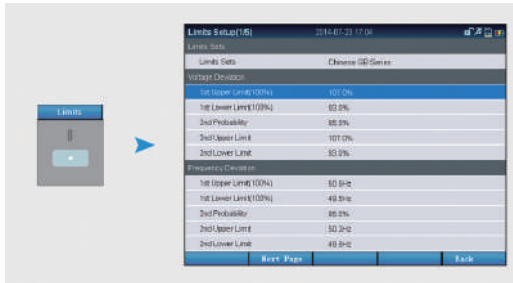 Limits
Limits Setup(1/5) 2014-07-23 17:04
Limits Sets
Limits Sets Chinese GB Series
Voltage Deviation
1st Upper Limit(100%) 107.0%
1st Lower Limit(100%) 93.0%
2nd Probability 95.0%
2nd Upper Limit 107.0%
2nd Lower Limit 93.0%
Frequency Deviation
1st Upper Limit(100%)
1st Lower Limit(100%) 49.5Hz
2nd Probability 95.0%
2nd Upper Limit 50.2Hz
2nd Lower Limit 49.8Hz
Next Page Back